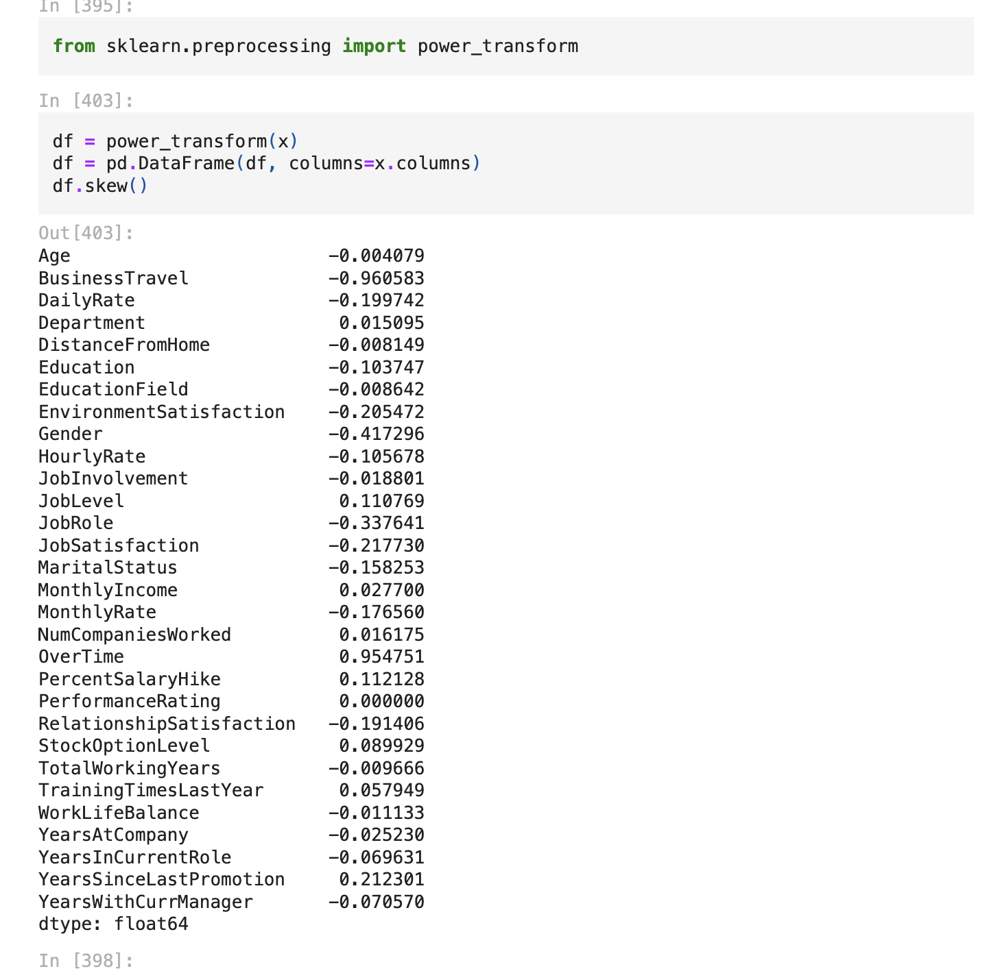 In [395]:
from sklearn.preprocessing import power_transform
In [403]:
df = power_transform(x)
df = pd.DataFrame(df, columns=x.columns)
df.skew()
Out[403]:
Age -0.004079
BusinessTravel -0.960583
DailyRate -0.199742
Department 0.015095
DistanceFromHome -0.008149
Education -0.103747
EducationField -0.008642
EnvironmentSatisfaction -0.205472
Gender -0.417296
HourlyRate -0.105678
JobInvolvement -0.018801
JobLevel 0.110769
JobRole -0.337641
JobSatisfaction -0.217730
MaritalStatus -0.158253
MonthlyIncome 0.027700
MonthlyRate -0.176560
NumCompaniesWorked 0.016175
OverTime 0.954751
PercentSalaryHike 0.112128
PerformanceRating 0.000000
RelationshipSatisfaction -0.191406
StockOptionLevel 0.089929
TotalWorkingYears -0.009666
TrainingTimesLastYear 0.057949
WorkLifeBalance -0.011133
YearsAtCompany -0.025230
YearsInCurrentRole -0.069631
YearsSinceLastPromotion 0.212301
YearsWithCurrManager -0.070570
dtype: float64
In [398]: